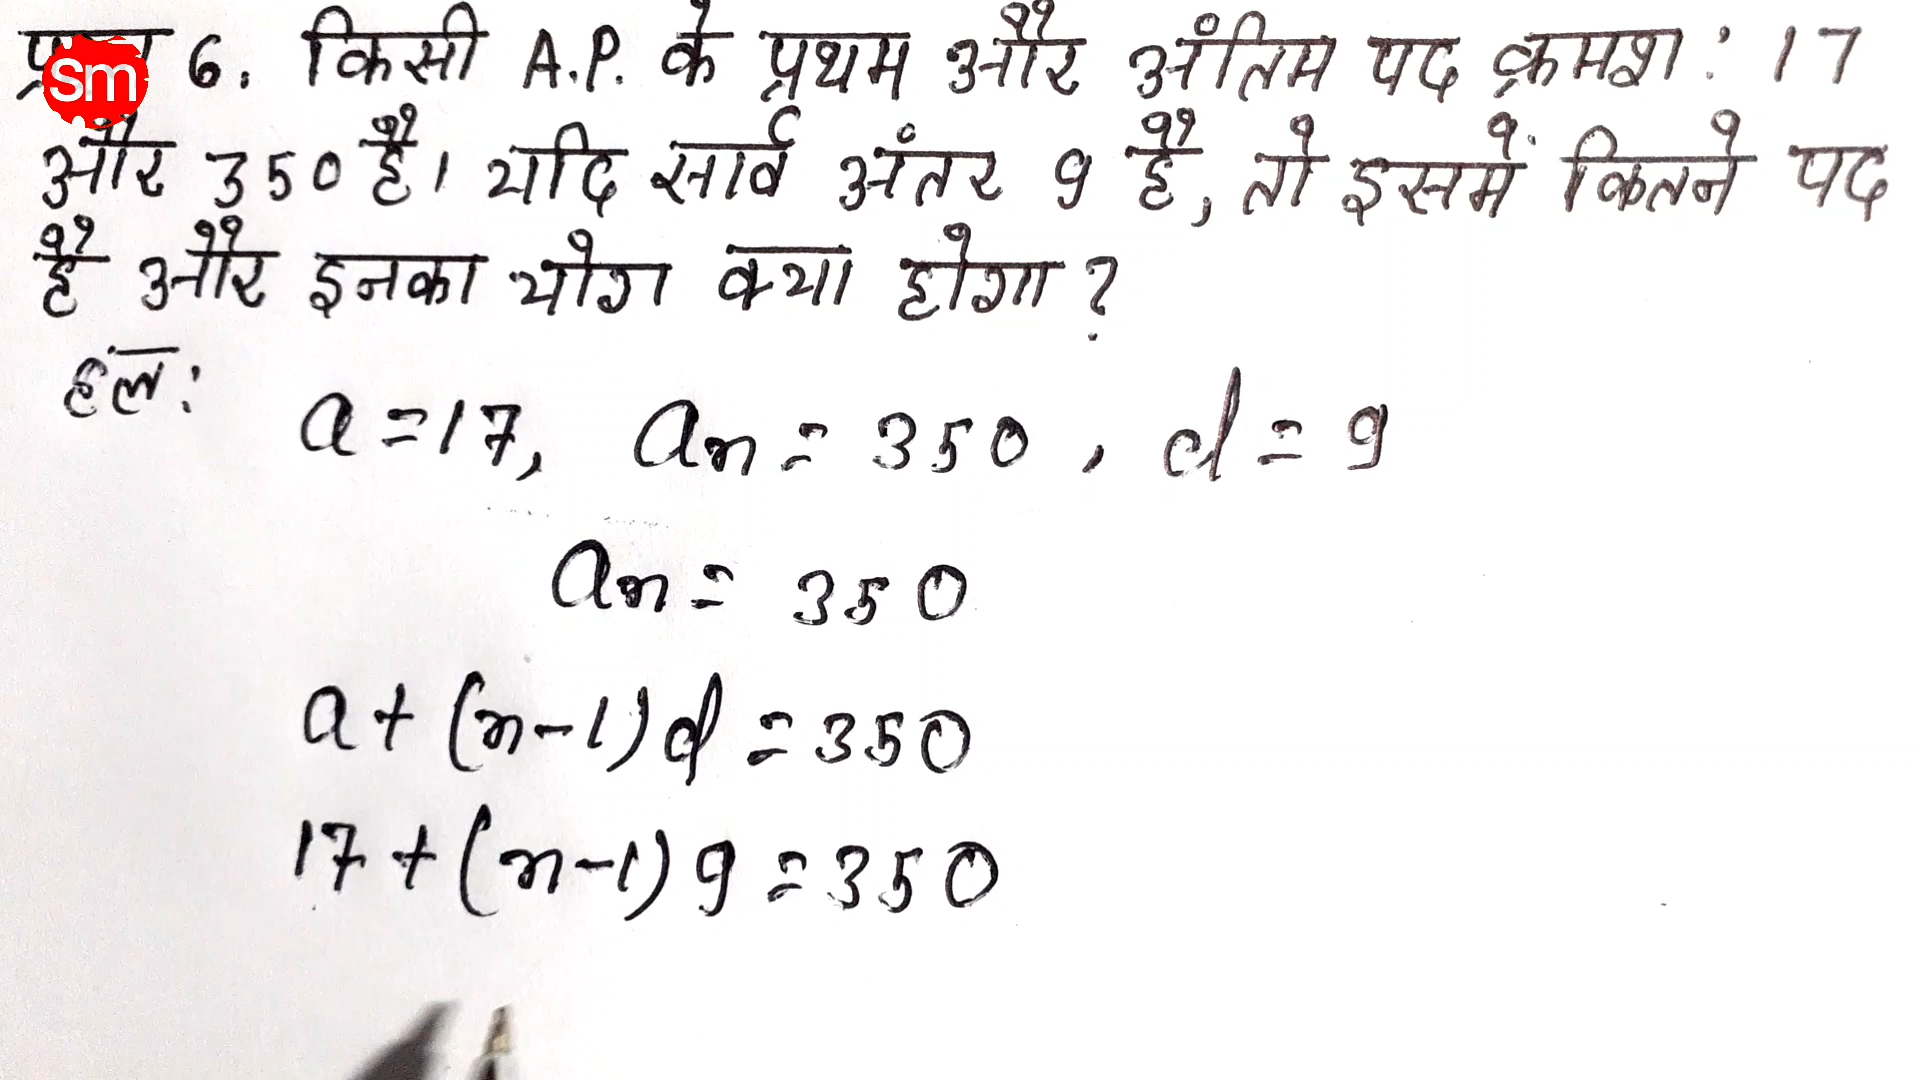 Sm
प्रश्न 6. किसी A.P. के प्रथम और अंतिम पद क्रमश: 17
और 350 है। यदि सार्व अंतर 9 है, तो इसमें कितने पद
है और इनका योग क्या होगा?
हल:
a = 17, an = 350, d = 9
an = 350
a + (n-1) d = 350
17 + (n-1) 9 = 350